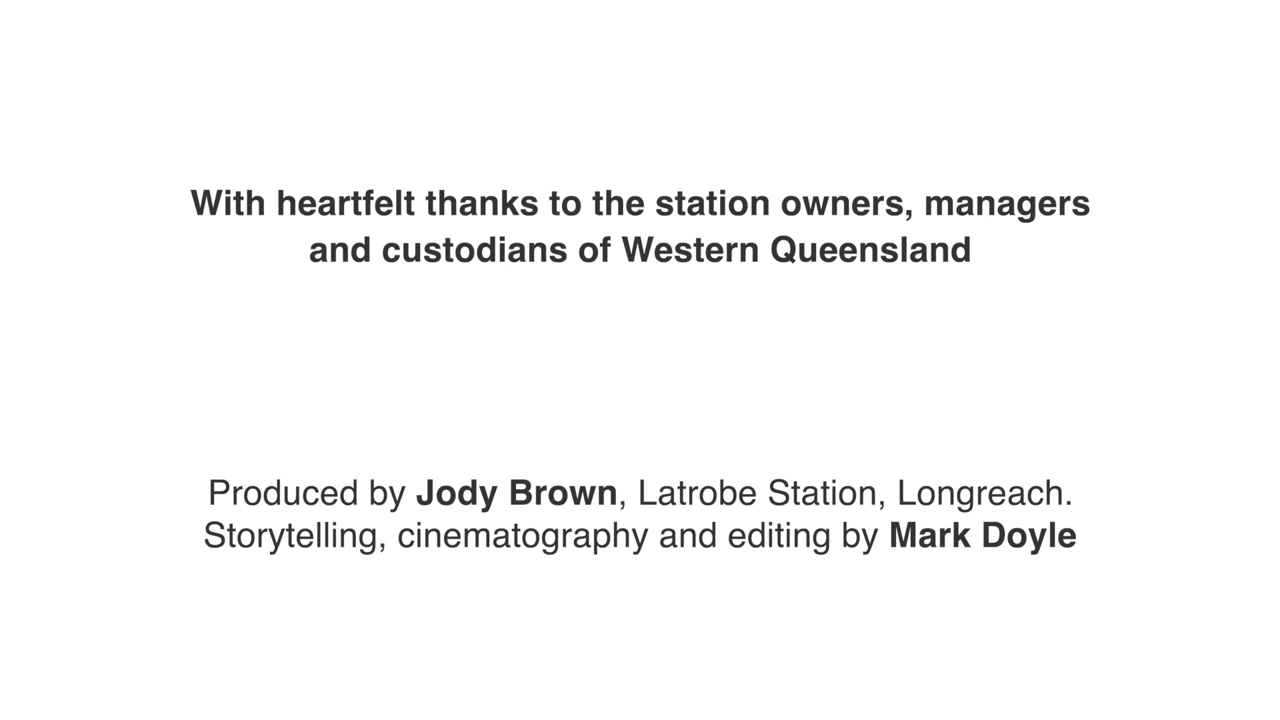 With heartfelt thanks to the station owners, managers
and custodians of Western Queensland
Produced by Jody Brown, Latrobe Station, Longreach.
Storytelling, cinematography and editing by Mark Doyle